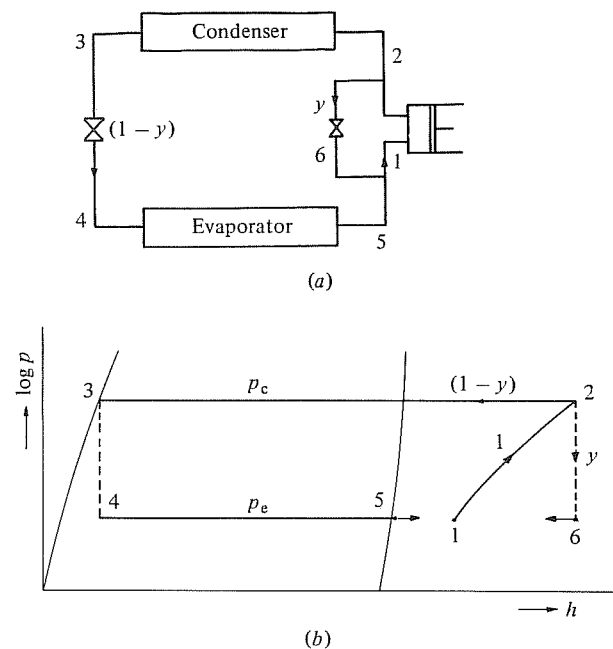 3
Condenser
2
y
(1 − y)
6
1
4
Evaporator
5
(a)
log p
3
p_c
(1 − y)
2
1
y
4
p_e
5
1
6
h
(b)